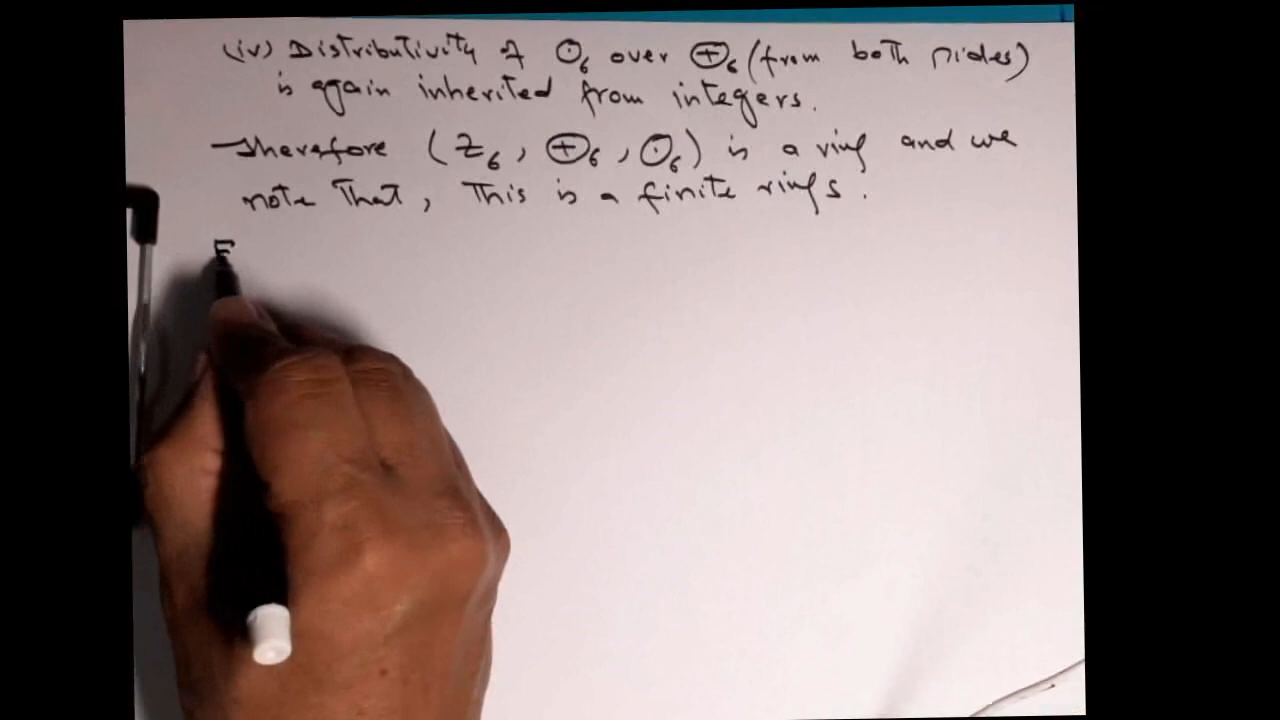 (iv) Distributivity of ⊙₆ over ⊕₆ (from both sides)
is again inherited from integers.
Therefore (Z₆, ⊕₆, ⊙₆) is a ring and we
note that, This is a finite rings.
E